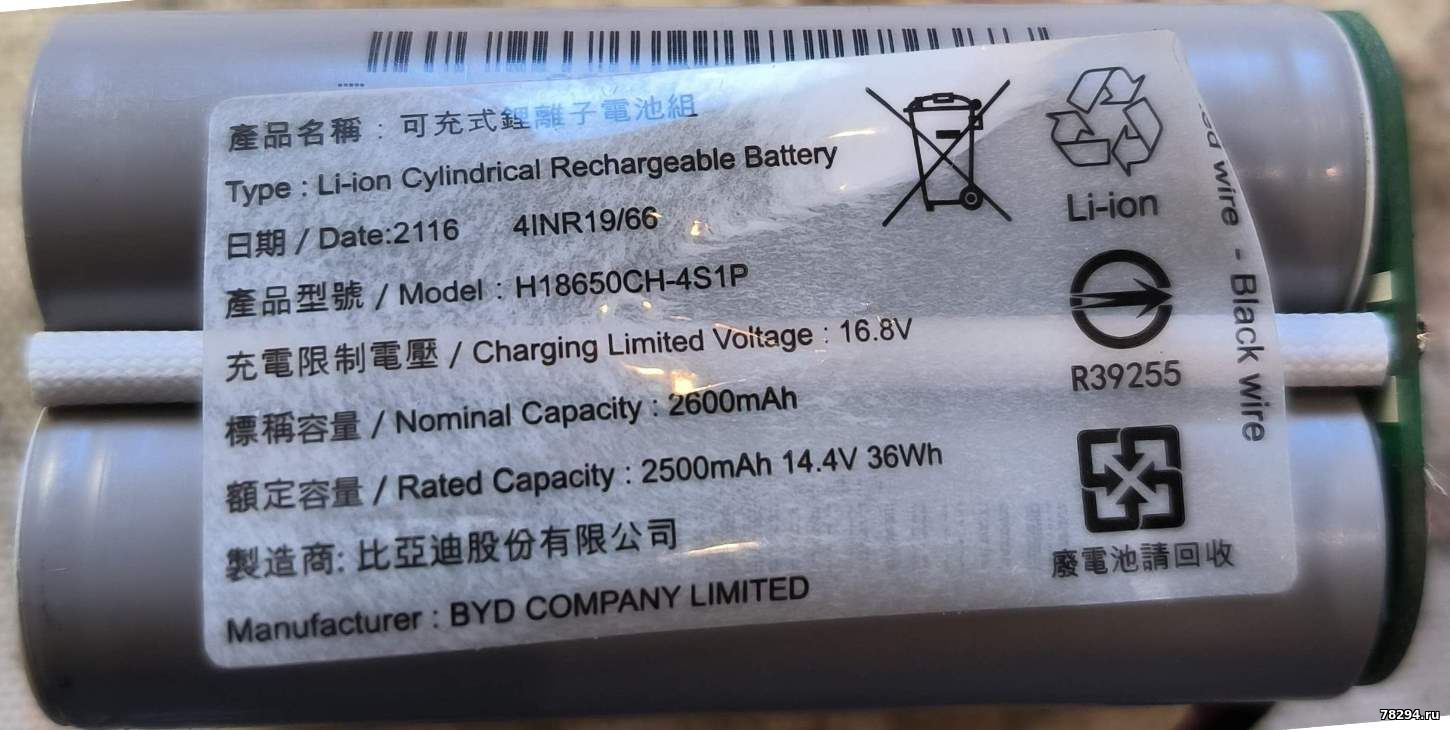 產品名稱：可充式鋰離子電池組
Type : Li-ion Cylindrical Rechargeable Battery
日期 / Date:2116 4INR19/66
產品型號 / Model : H18650CH-4S1P
充電限制電壓 / Charging Limited Voltage : 16.8V
標稱容量 / Nominal Capacity : 2600mAh
額定容量 / Rated Capacity : 2500mAh 14.4V 36Wh
製造商: 比亞迪股份有限公司
Manufacturer : BYD COMPANY LIMITED
Li-ion
R39255
廢電池請回收
wire - Black wire
78294.ru